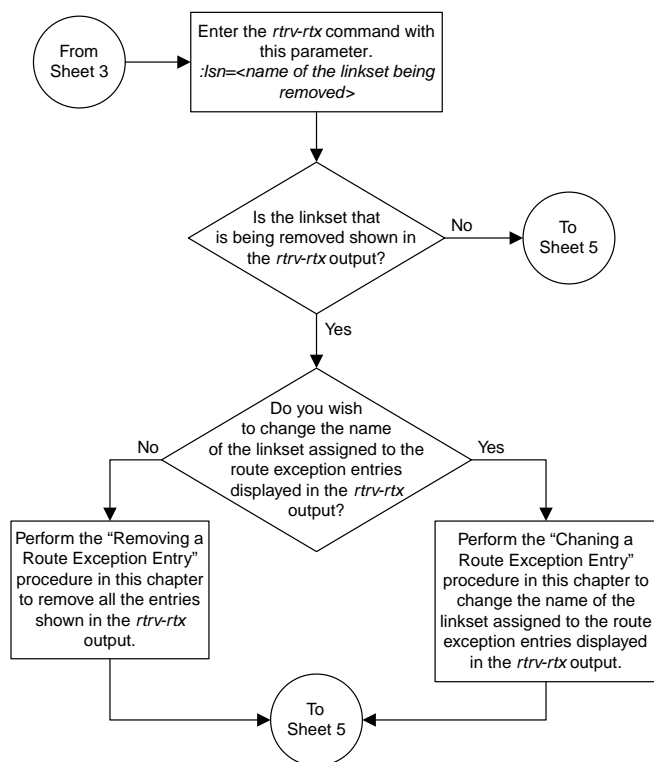 From
Sheet 3
Enter the rtrv-rtx command with
this parameter.
:lsn=<name of the linkset being
removed>
Is the linkset that
is being removed shown in
the rtrv-rtx output?
No
To
Sheet 5
Yes
Do you wish
to change the name
of the linkset assigned to the
route exception entries
displayed in the rtrv-rtx
output?
No
Yes
Perform the “Removing a
Route Exception Entry”
procedure in this chapter
to remove all the entries
shown in the rtrv-rtx
output.
Perform the “Chaning a
Route Exception Entry”
procedure in this chapter to
change the name of the
linkset assigned to the route
exception entries displayed
in the rtrv-rtx output.
To
Sheet 5